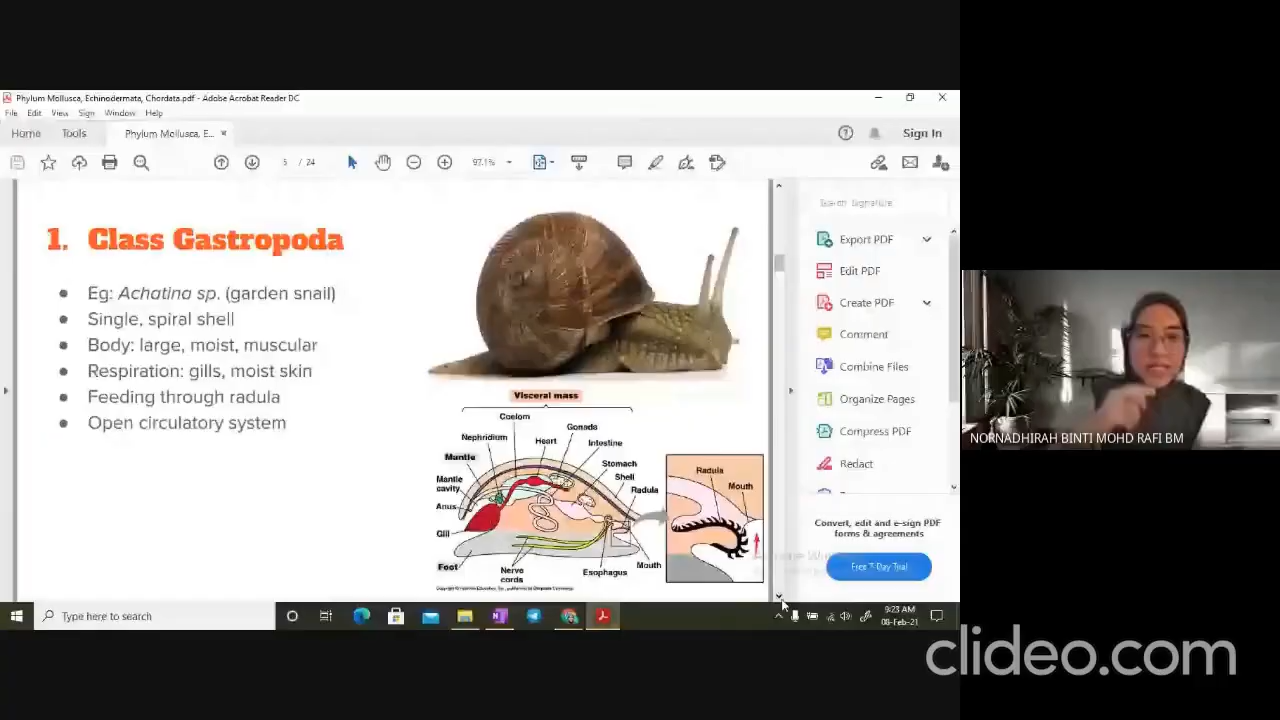 Phylum Mollusca, Echinodermata, Chordata.pdf - Adobe Acrobat Reader DC
File Edit View Sign Window Help
Home Tools Phylum Mollusca, E... × Sign In
5 / 24 97.1%
1. Class Gastropoda
● Eg: Achatina sp. (garden snail)
● Single, spiral shell
● Body: large, moist, muscular
● Respiration: gills, moist skin
● Feeding through radula
● Open circulatory system
Visceral mass
Coelom
Gonads
Nephridium
Heart
Intestine
Mantle
Stomach
Mantle
cavity
Shell
Radula
Anus
Gill
Foot
Nerve
cords
Esophagus
Mouth
Radula
Mouth
Export PDF
Edit PDF
Create PDF
Comment
Combine Files
Organize Pages
Compress PDF
Redact
Convert, edit and e-sign PDF
forms & agreements
Free 7-Day Trial
Type here to search
9:23 AM
08-Feb-21
NORNADHIRAH BINTI MOHD RAFI BM
clideo.com